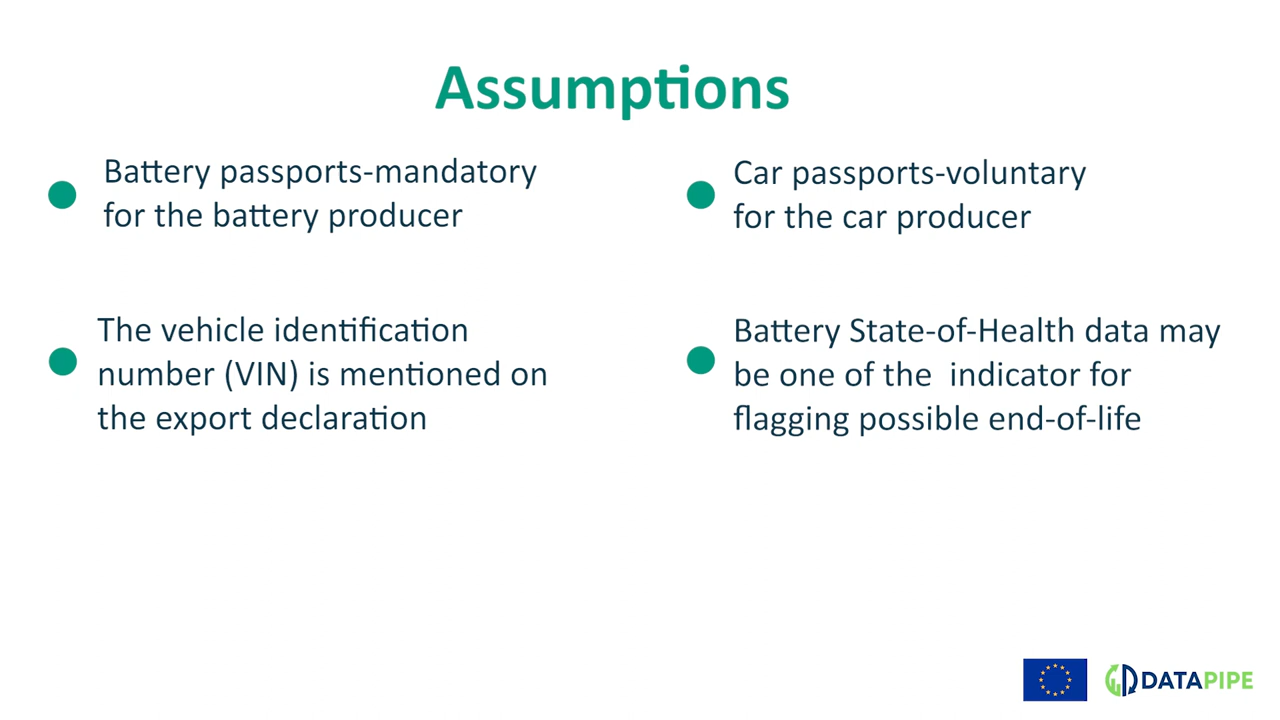 Assumptions
Battery passports-mandatory
for the battery producer
Car passports-voluntary
for the car producer
The vehicle identification
number (VIN) is mentioned on
the export declaration
Battery State-of-Health data may
be one of the  indicator for
flagging possible end-of-life
DATAPIPE